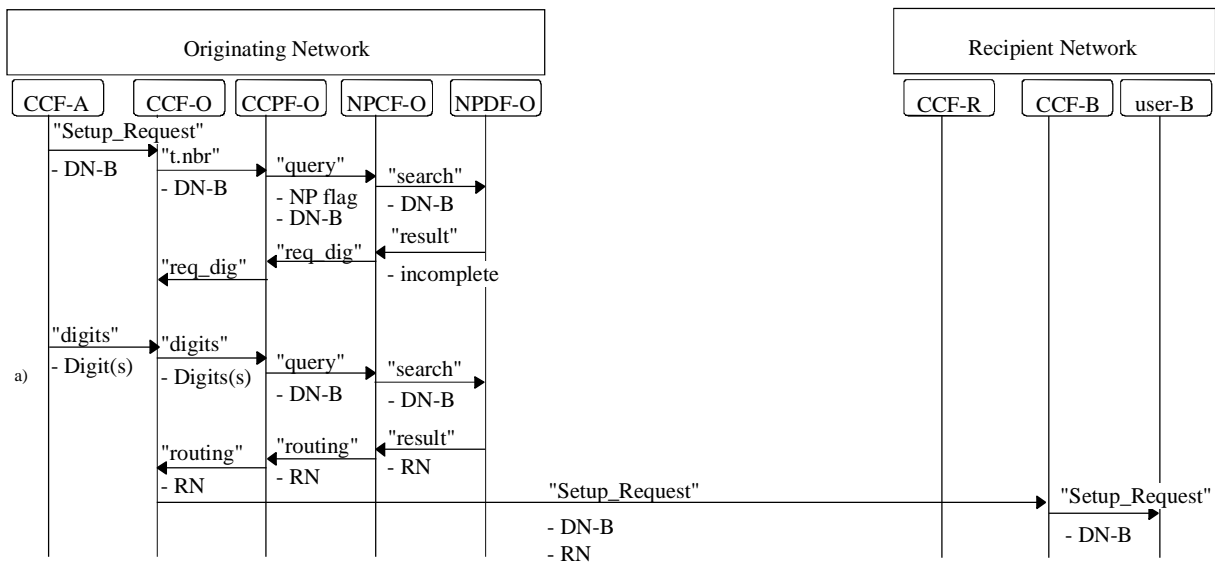 Originating Network
Recipient Network
CCF-A CCF-O CCPF-O NPCF-O NPDF-O CCF-R CCF-B user-B
"Setup_Request"
- DN-B
"t.nbr"
- DN-B
"query"
- NP flag
- DN-B
"search"
- DN-B
"result"
- incomplete
"req_dig"
"req_dig"
"digits"
a)
- Digit(s)
"digits"
- Digits(s)
"query"
- DN-B
"search"
- DN-B
"result"
- RN
"routing"
- RN
"routing"
- RN
"Setup_Request"
- DN-B
- RN
"Setup_Request"
- DN-B